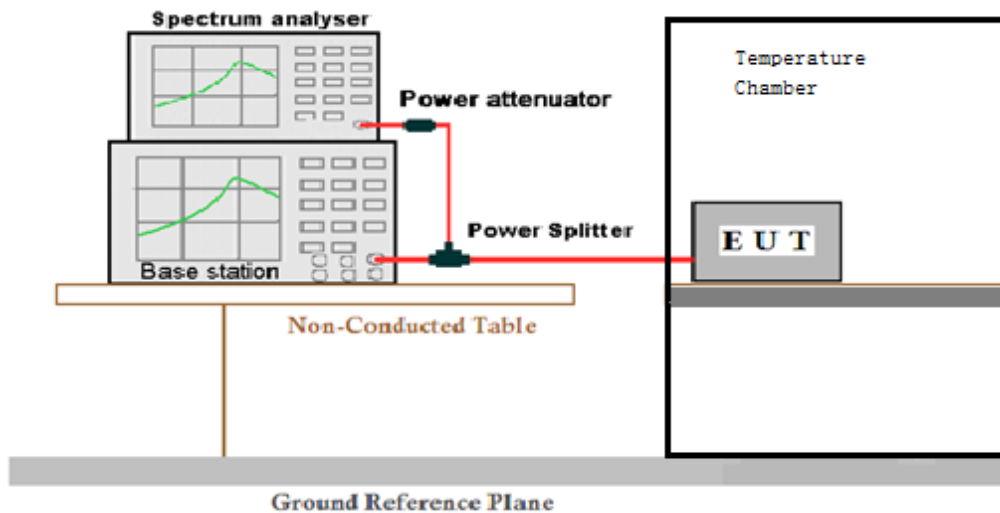 Spectrum analyser
Temperature
Chamber
Power attenuator
Power Splitter
E U T
Base station
Non-Conducted Table
Ground Reference Plane